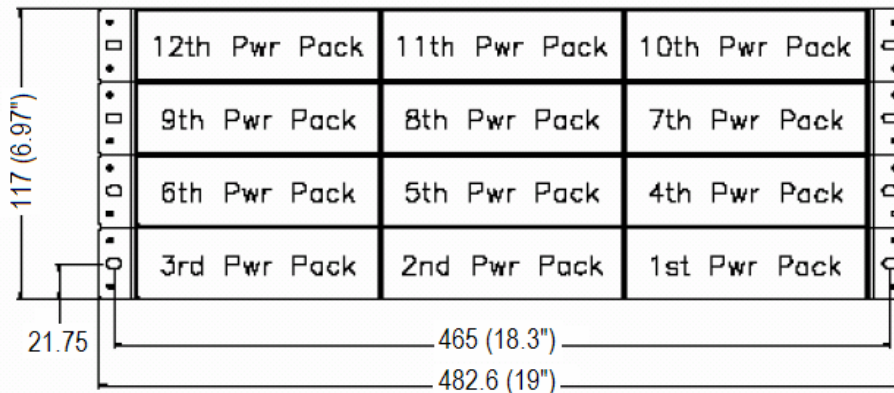 12th Pwr Pack 11th Pwr Pack 10th Pwr Pack
9th Pwr Pack 8th Pwr Pack 7th Pwr Pack
6th Pwr Pack 5th Pwr Pack 4th Pwr Pack
3rd Pwr Pack 2nd Pwr Pack 1st Pwr Pack
117 (6.97")
21.75
465 (18.3")
482.6 (19")